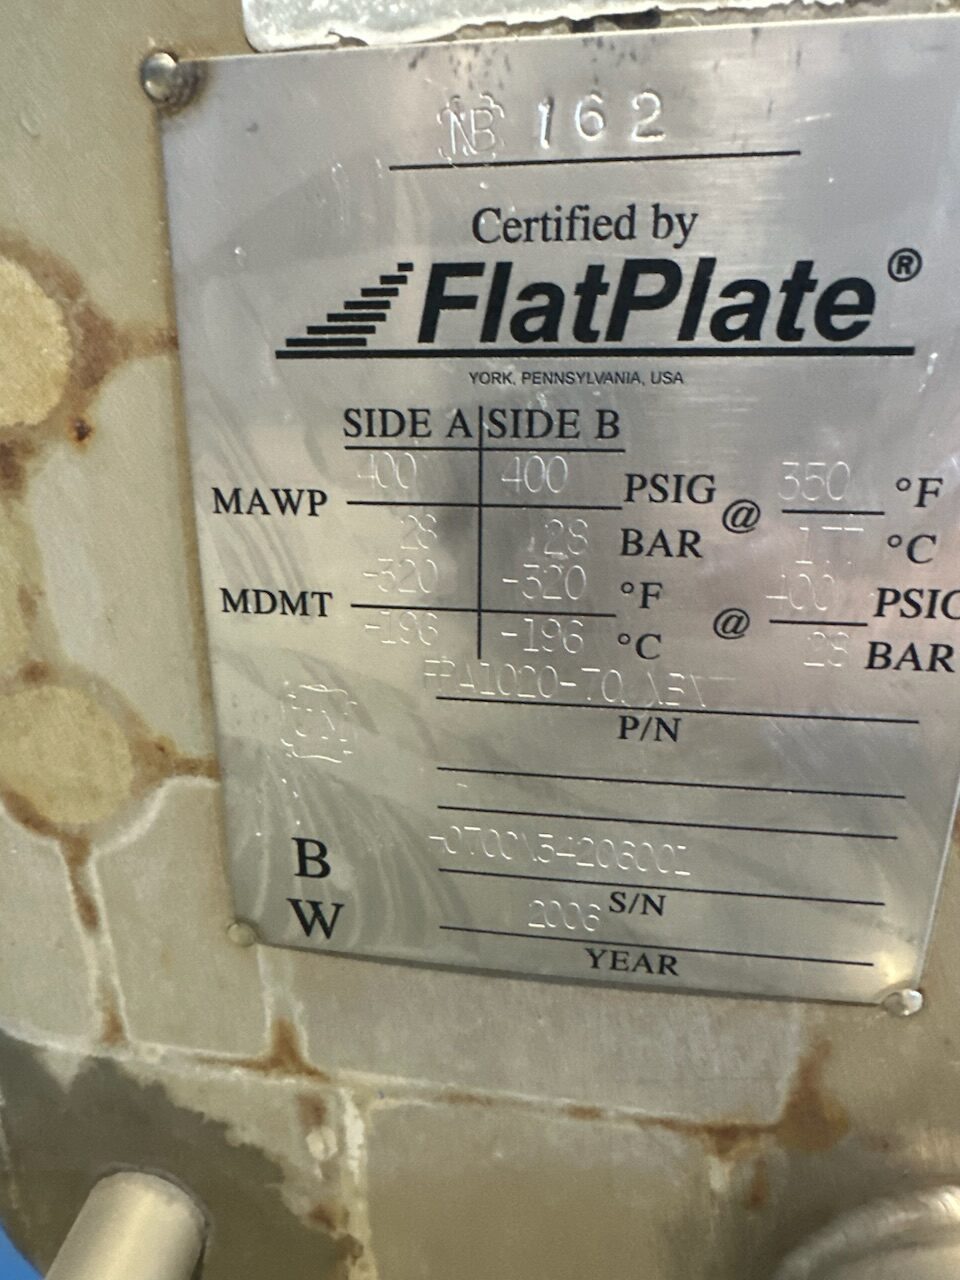 NB 162
Certified by
FlatPlate®
YORK, PENNSYLVANIA, USA
SIDE A SIDE B
MAWP 400 400 PSIG @ 350 °F
28 28 BAR 177 °C
MDMT -320 -320 °F @ 400 PSIG
-196 -196 °C 28 BAR
P/N
B
S/N
W 2006
YEAR